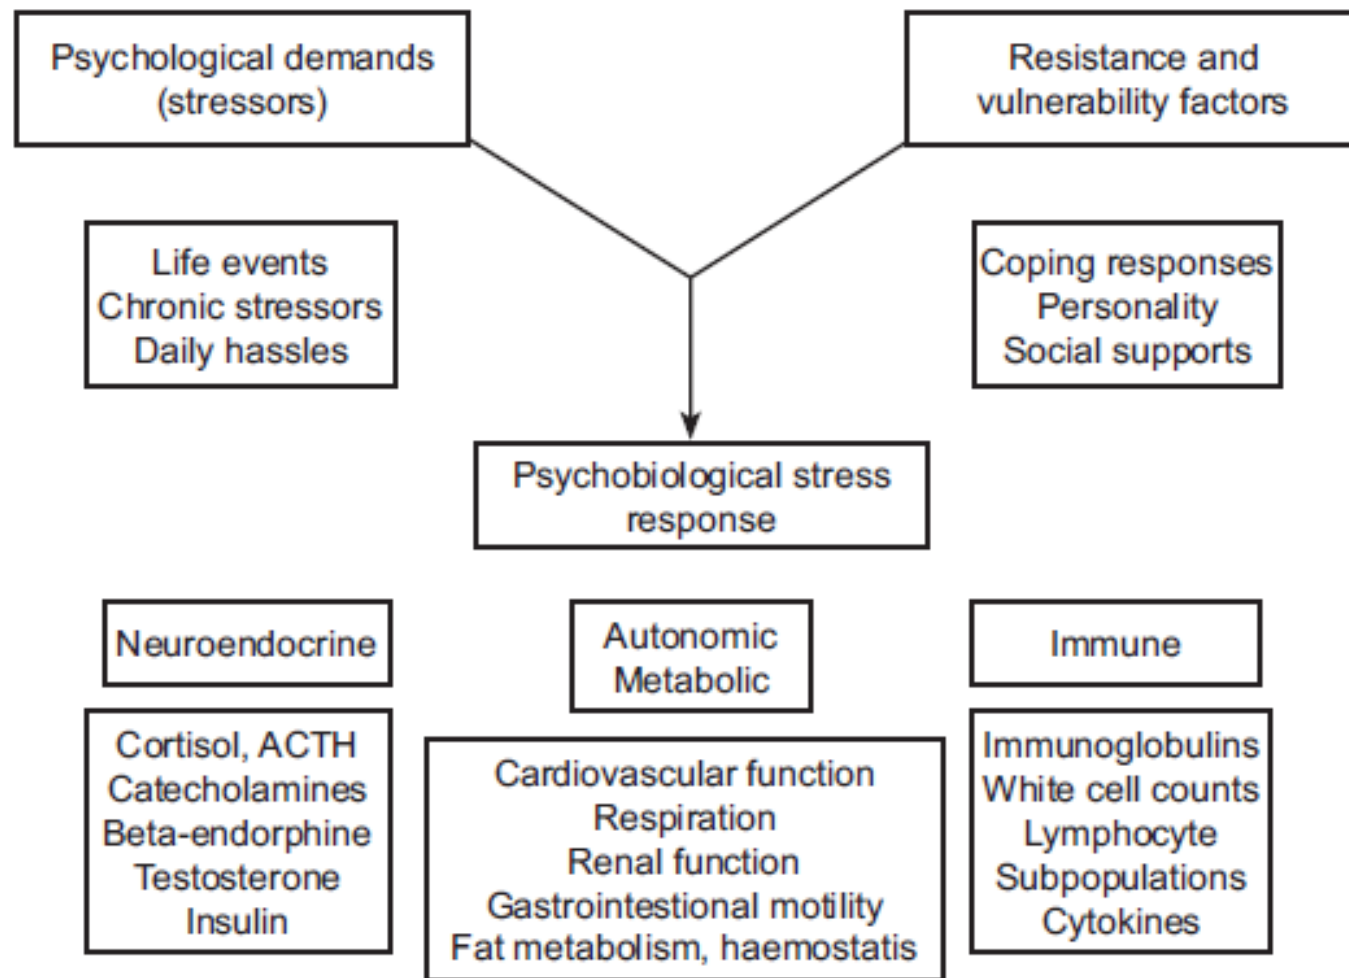 Psychological demands
(stressors)
Resistance and
vulnerability factors
Life events
Chronic stressors
Daily hassles
Coping responses
Personality
Social supports
Psychobiological stress
response
Neuroendocrine
Autonomic
Metabolic
Immune
Cortisol, ACTH
Catecholamines
Beta-endorphine
Testosterone
Insulin
Cardiovascular function
Respiration
Renal function
Gastrointestional motility
Fat metabolism, haemostatis
Immunoglobulins
White cell counts
Lymphocyte
Subpopulations
Cytokines